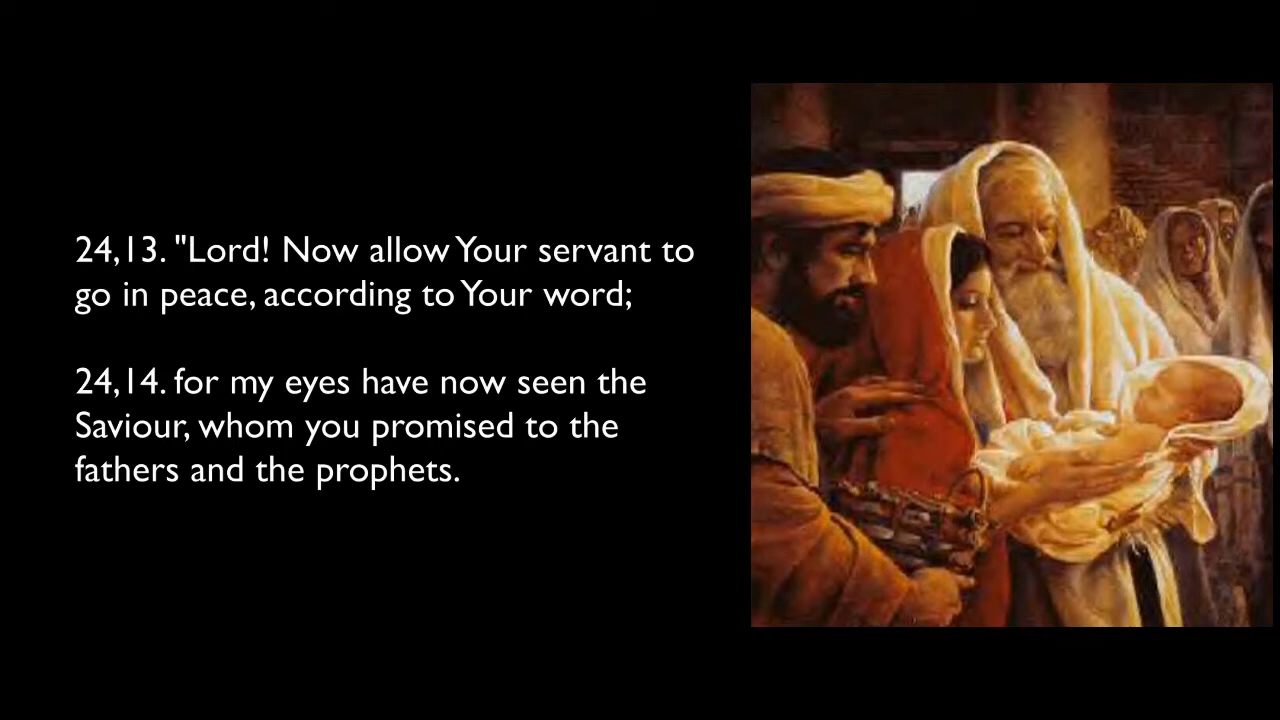 24,13. "Lord! Now allow Your servant to
go in peace, according to Your word;
24,14. for my eyes have now seen the
Saviour, whom you promised to the
fathers and the prophets.